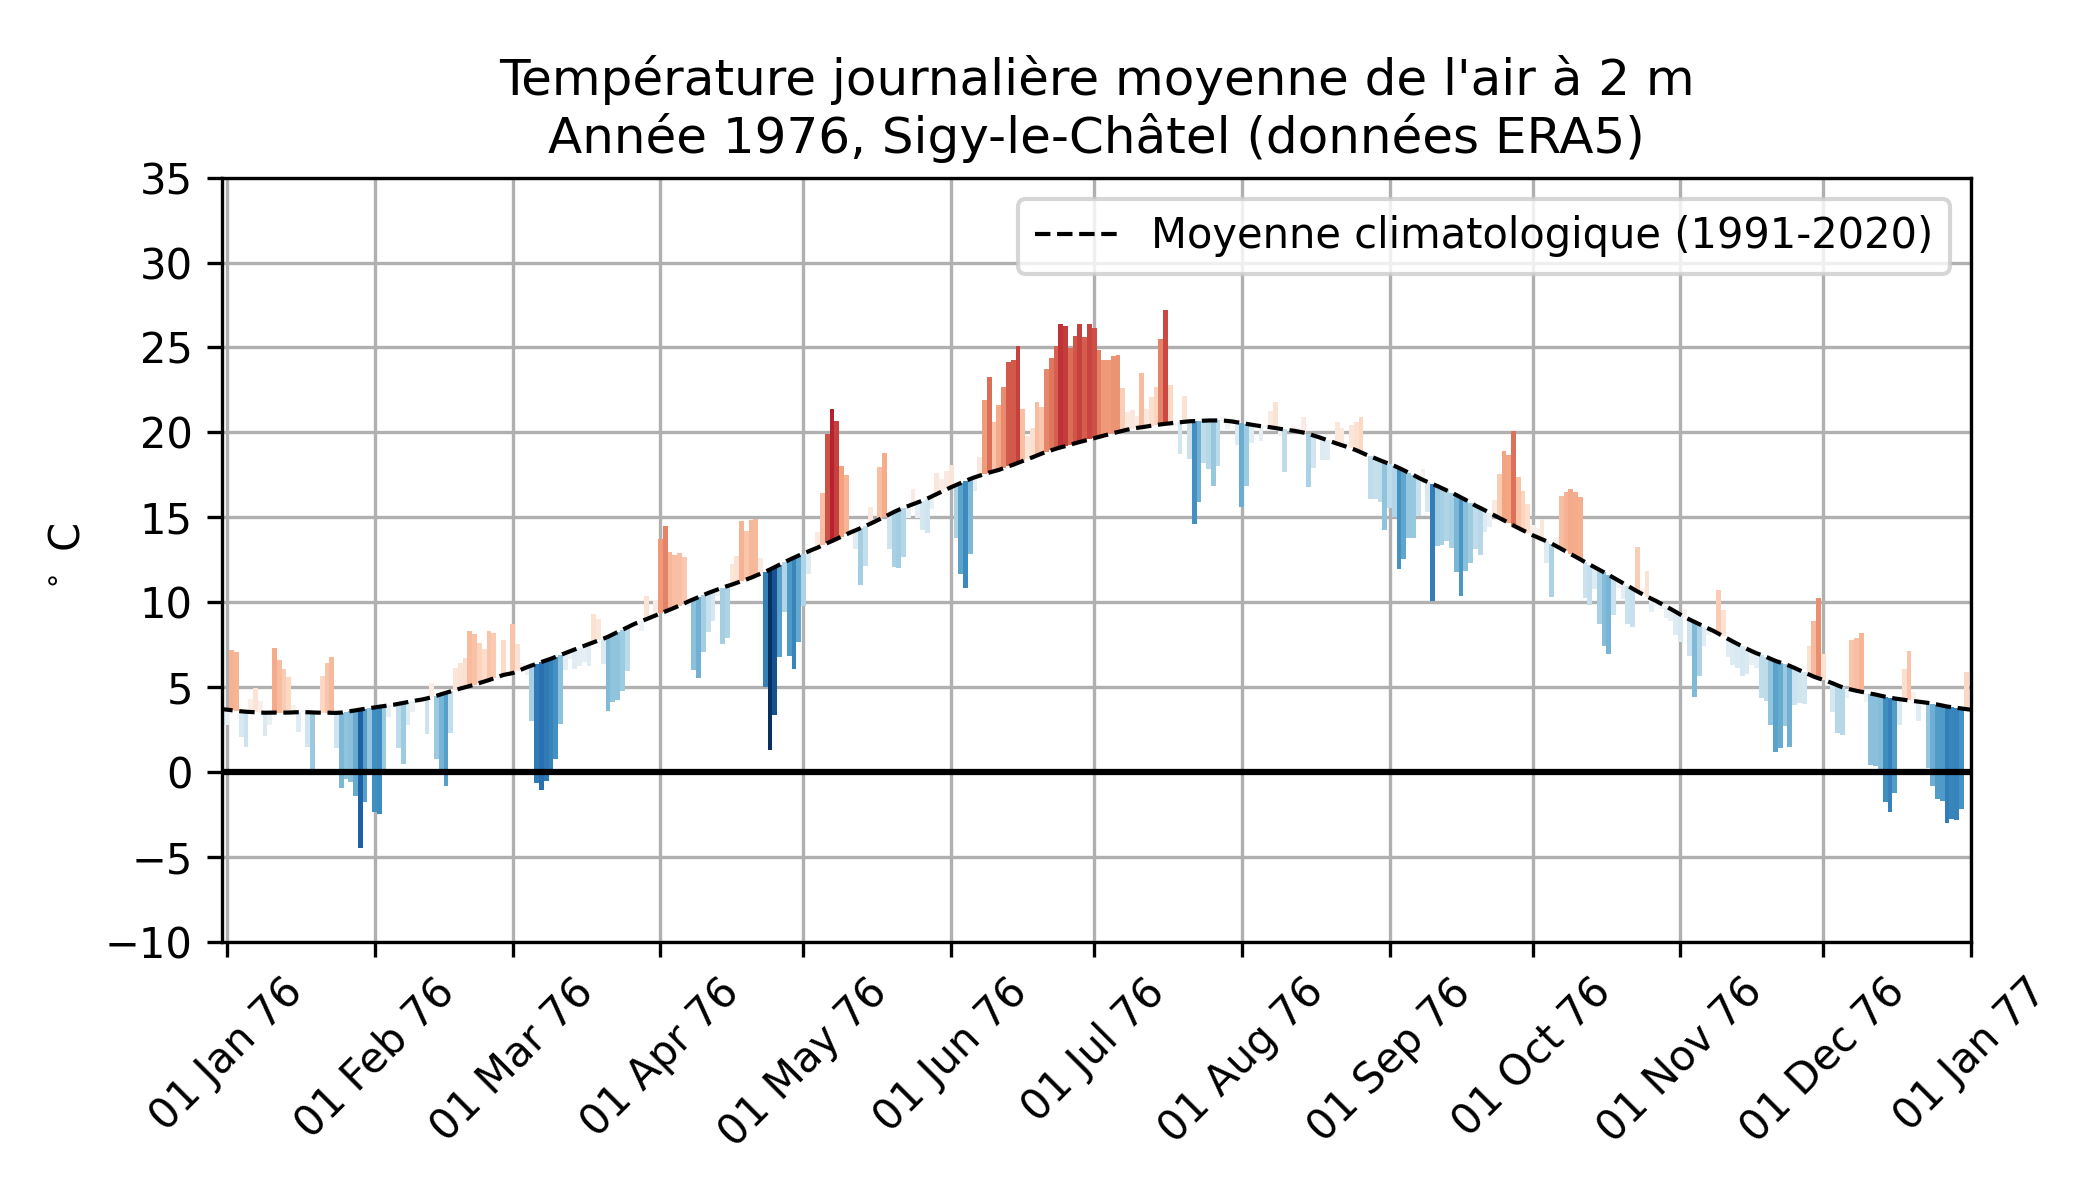 Température journalière moyenne de l'air à 2 m
Année 1976, Sigy-le-Châtel (données ERA5)
Moyenne climatologique (1991-2020)
35
30
25
20
15
10
5
0
−5
−10
° C
01 Jan 76
01 Feb 76
01 Mar 76
01 Apr 76
01 May 76
01 Jun 76
01 Jul 76
01 Aug 76
01 Sep 76
01 Oct 76
01 Nov 76
01 Dec 76
01 Jan 77